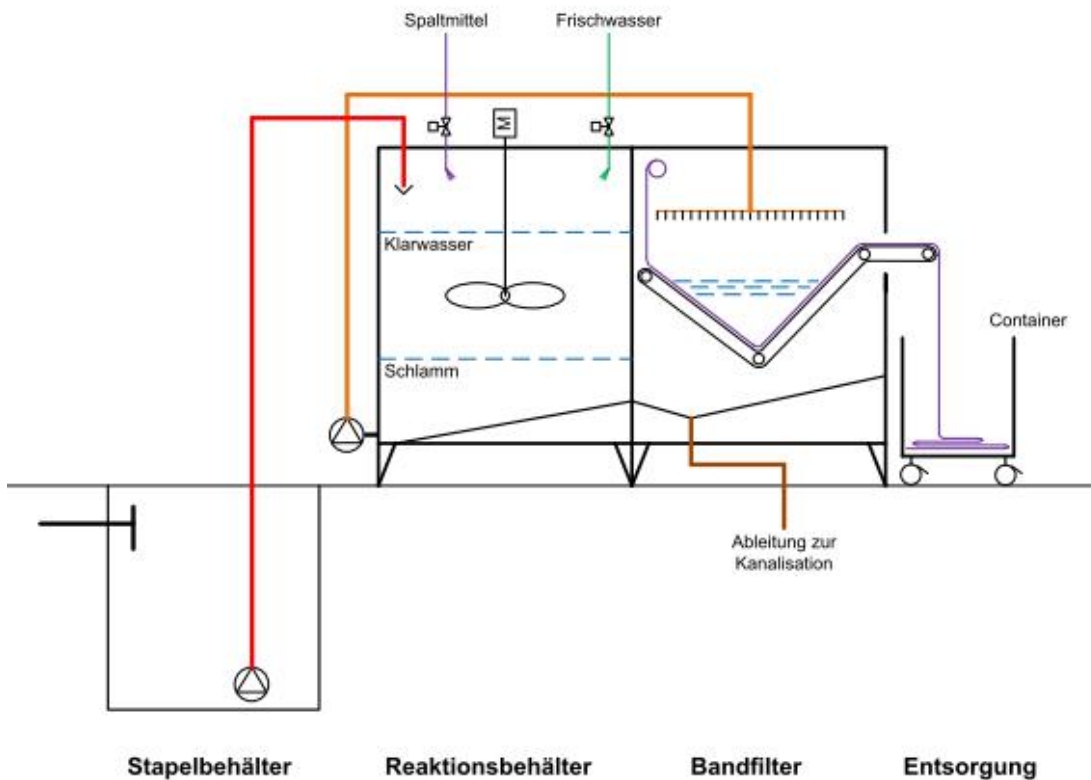 Spaltmittel
Frischwasser
M
Klarwasser
Schlamm
Container
Ableitung zur
Kanalisation
Stapelbehälter
Reaktionsbehälter
Bandfilter
Entsorgung